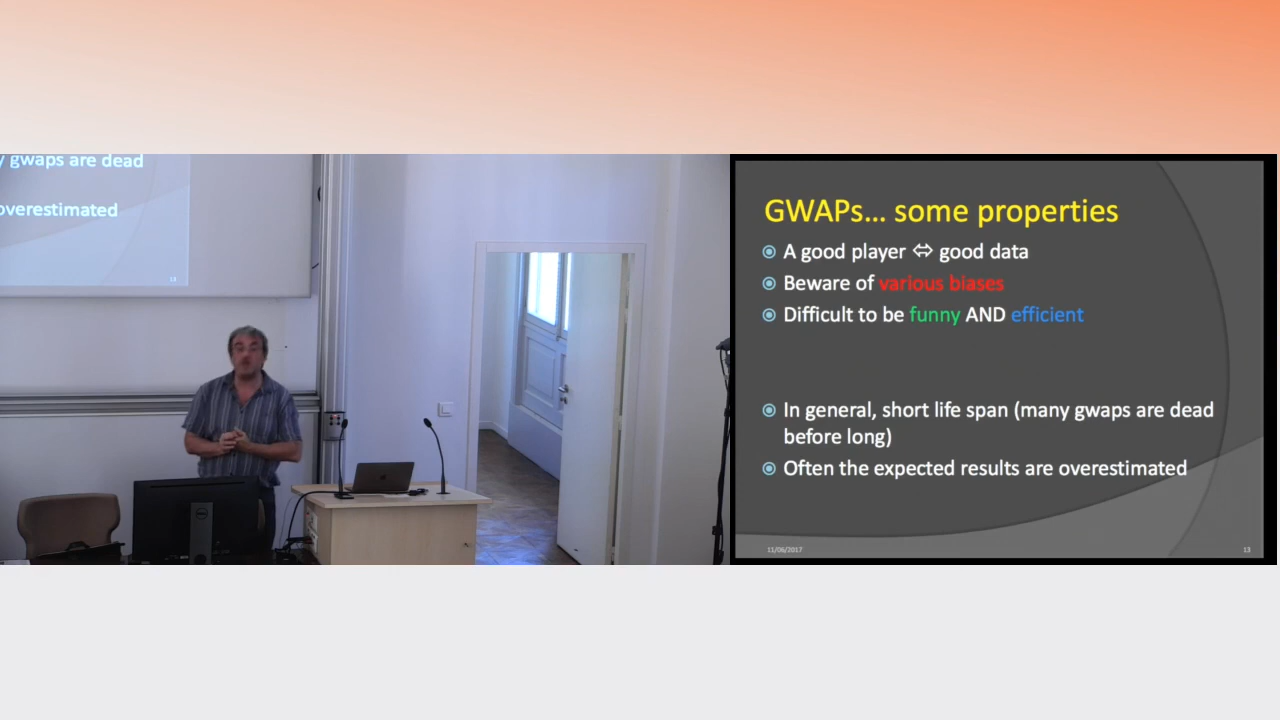 gwaps are dead
overestimated
13
GWAPs... some properties
A good player ⇔ good data
Beware of various biases
Difficult to be funny AND efficient
In general, short life span (many gwaps are dead
before long)
Often the expected results are overestimated
11/06/2017
13
DELL